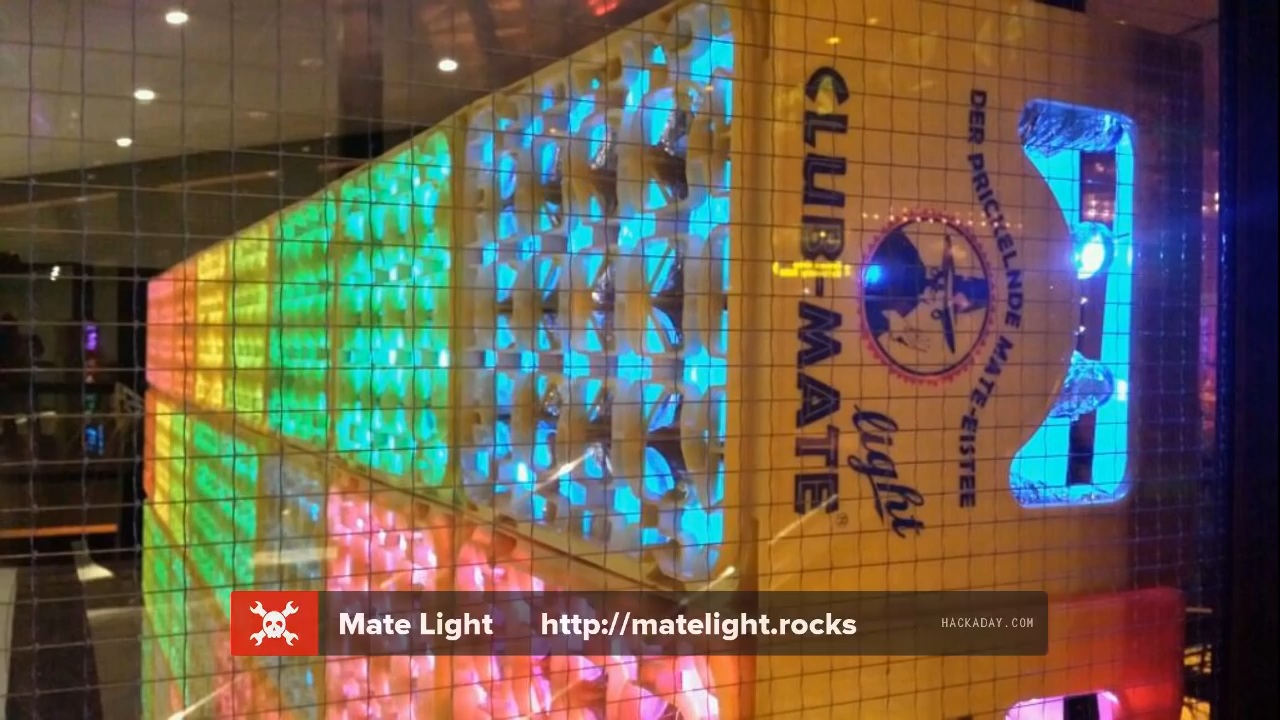 CLUB-MATE®
light
DER PRICKELNDE MATE-EISTEE
Mate Light http://matelight.rocks
HACKADAY.COM